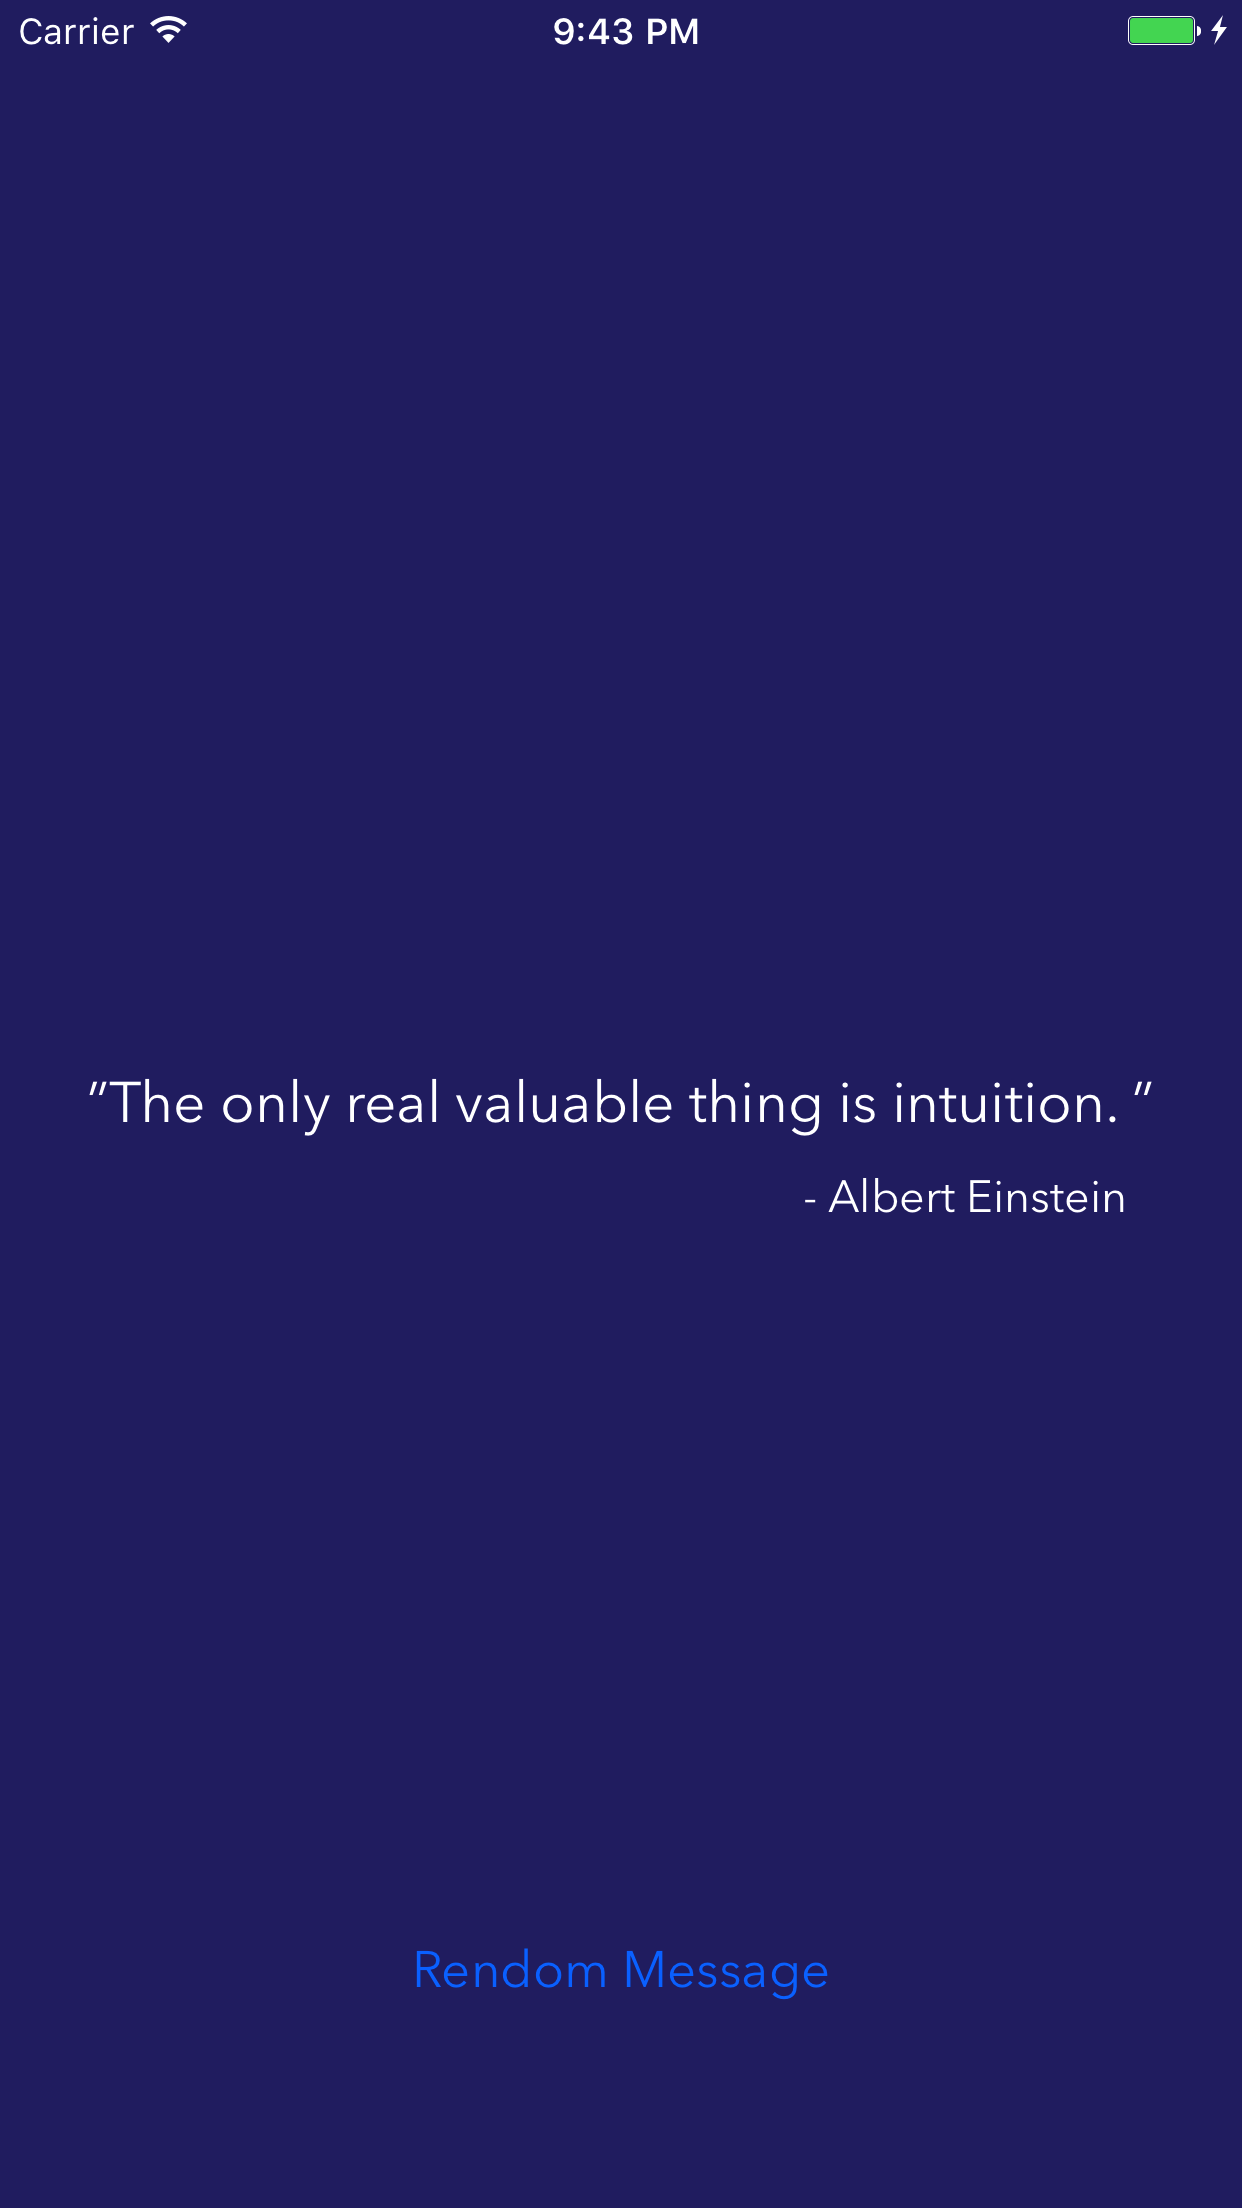 Carrier 9:43 PM
"The only real valuable thing is intuition. "
- Albert Einstein
Rendom Message